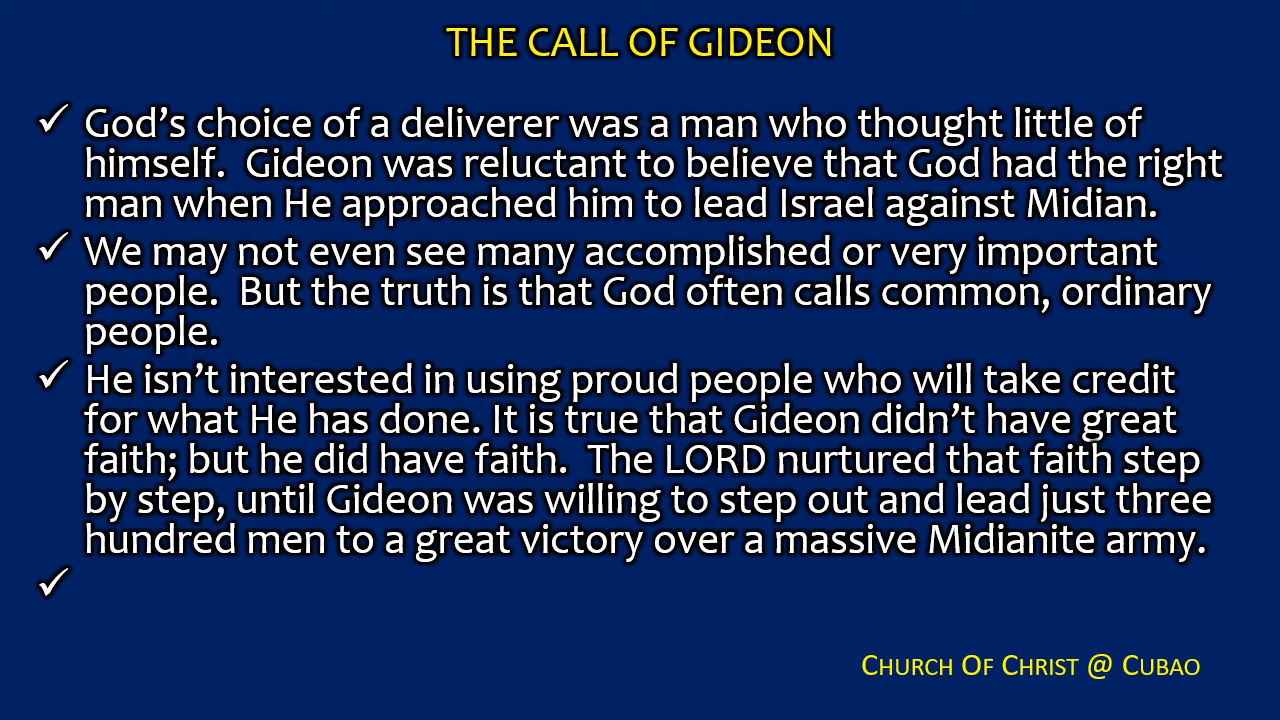 THE CALL OF GIDEON
✓ God’s choice of a deliverer was a man who thought little of
himself.  Gideon was reluctant to believe that God had the right
man when He approached him to lead Israel against Midian.
✓ We may not even see many accomplished or very important
people.  But the truth is that God often calls common, ordinary
people.
✓ He isn’t interested in using proud people who will take credit
for what He has done. It is true that Gideon didn’t have great
faith; but he did have faith.  The LORD nurtured that faith step
by step, until Gideon was willing to step out and lead just three
hundred men to a great victory over a massive Midianite army.
✓
Church Of Christ @ Cubao